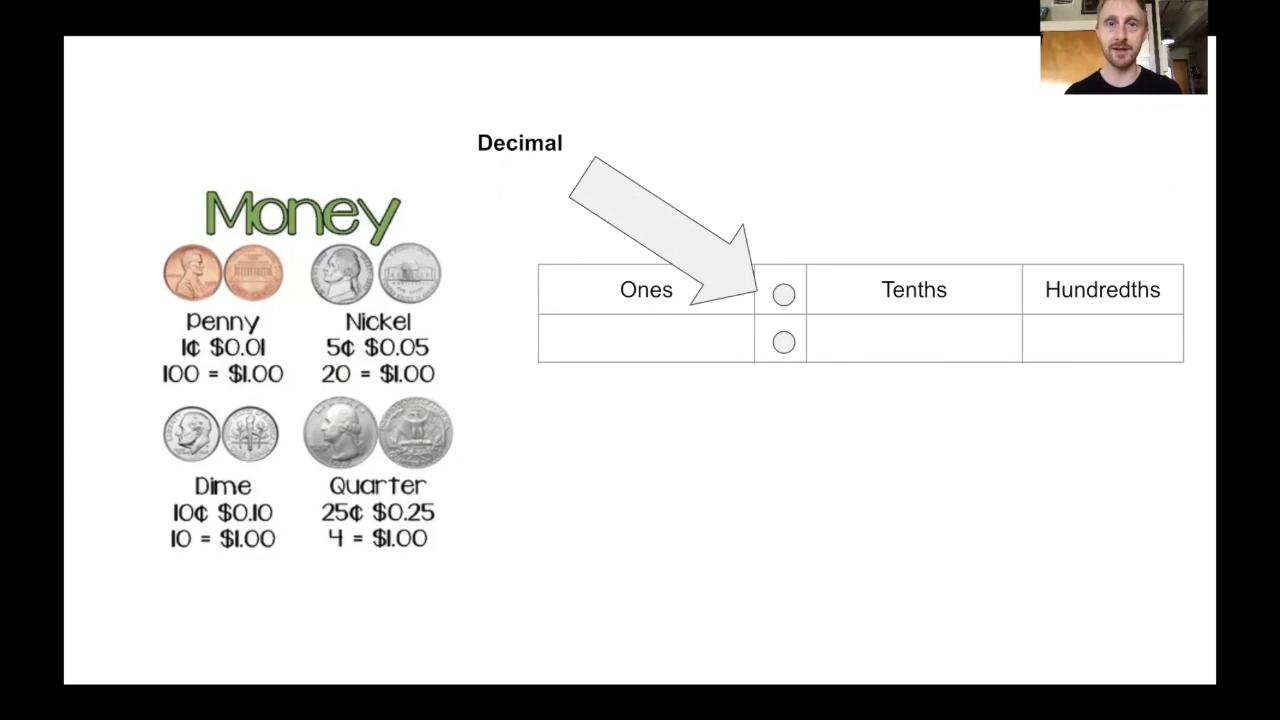 Decimal
Money
Penny
1¢ $0.01
100 = $1.00
Nickel
5¢ $0.05
20 = $1.00
Dime
10¢ $0.10
10 = $1.00
Quarter
25¢ $0.25
4 = $1.00
Ones
Tenths
Hundredths